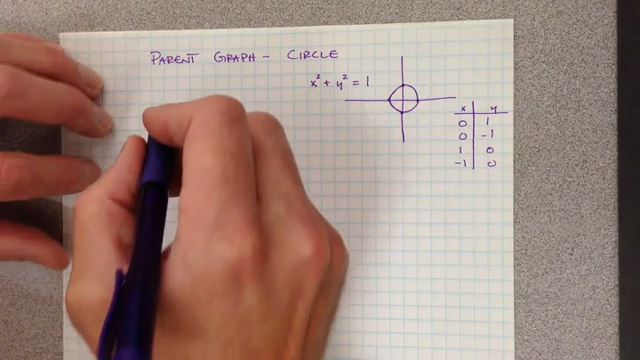 PARENT GRAPH - CIRCLE
x² + y² = 1
x y
0 1
0 -1
1 0
-1 0